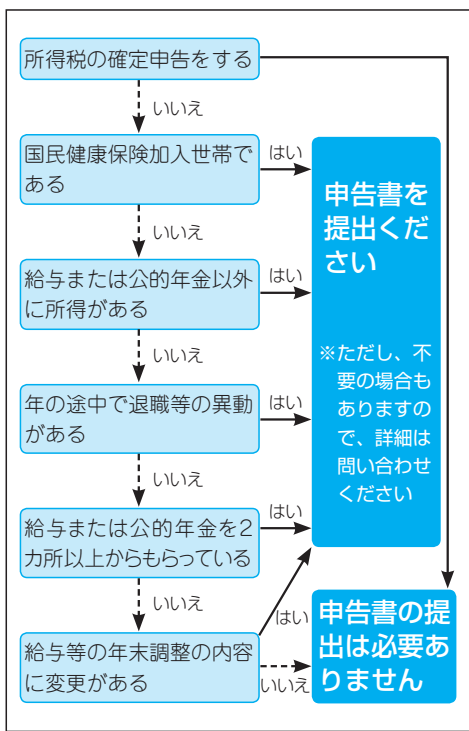 所得税の確定申告をする
いいえ
国民健康保険加入世帯で
ある
はい
いいえ
給与または公的年金以外
に所得がある
はい
いいえ
年の途中で退職等の異動
がある
はい
いいえ
給与または公的年金を2
カ所以上からもらっている
はい
いいえ
給与等の年末調整の内容
に変更がある
はい
いいえ
申告書を
提出くだ
さい
※ただし、不
要の場合も
ありますの
で、詳細は
問い合わせ
ください
申告書の提
出は必要あ
りません